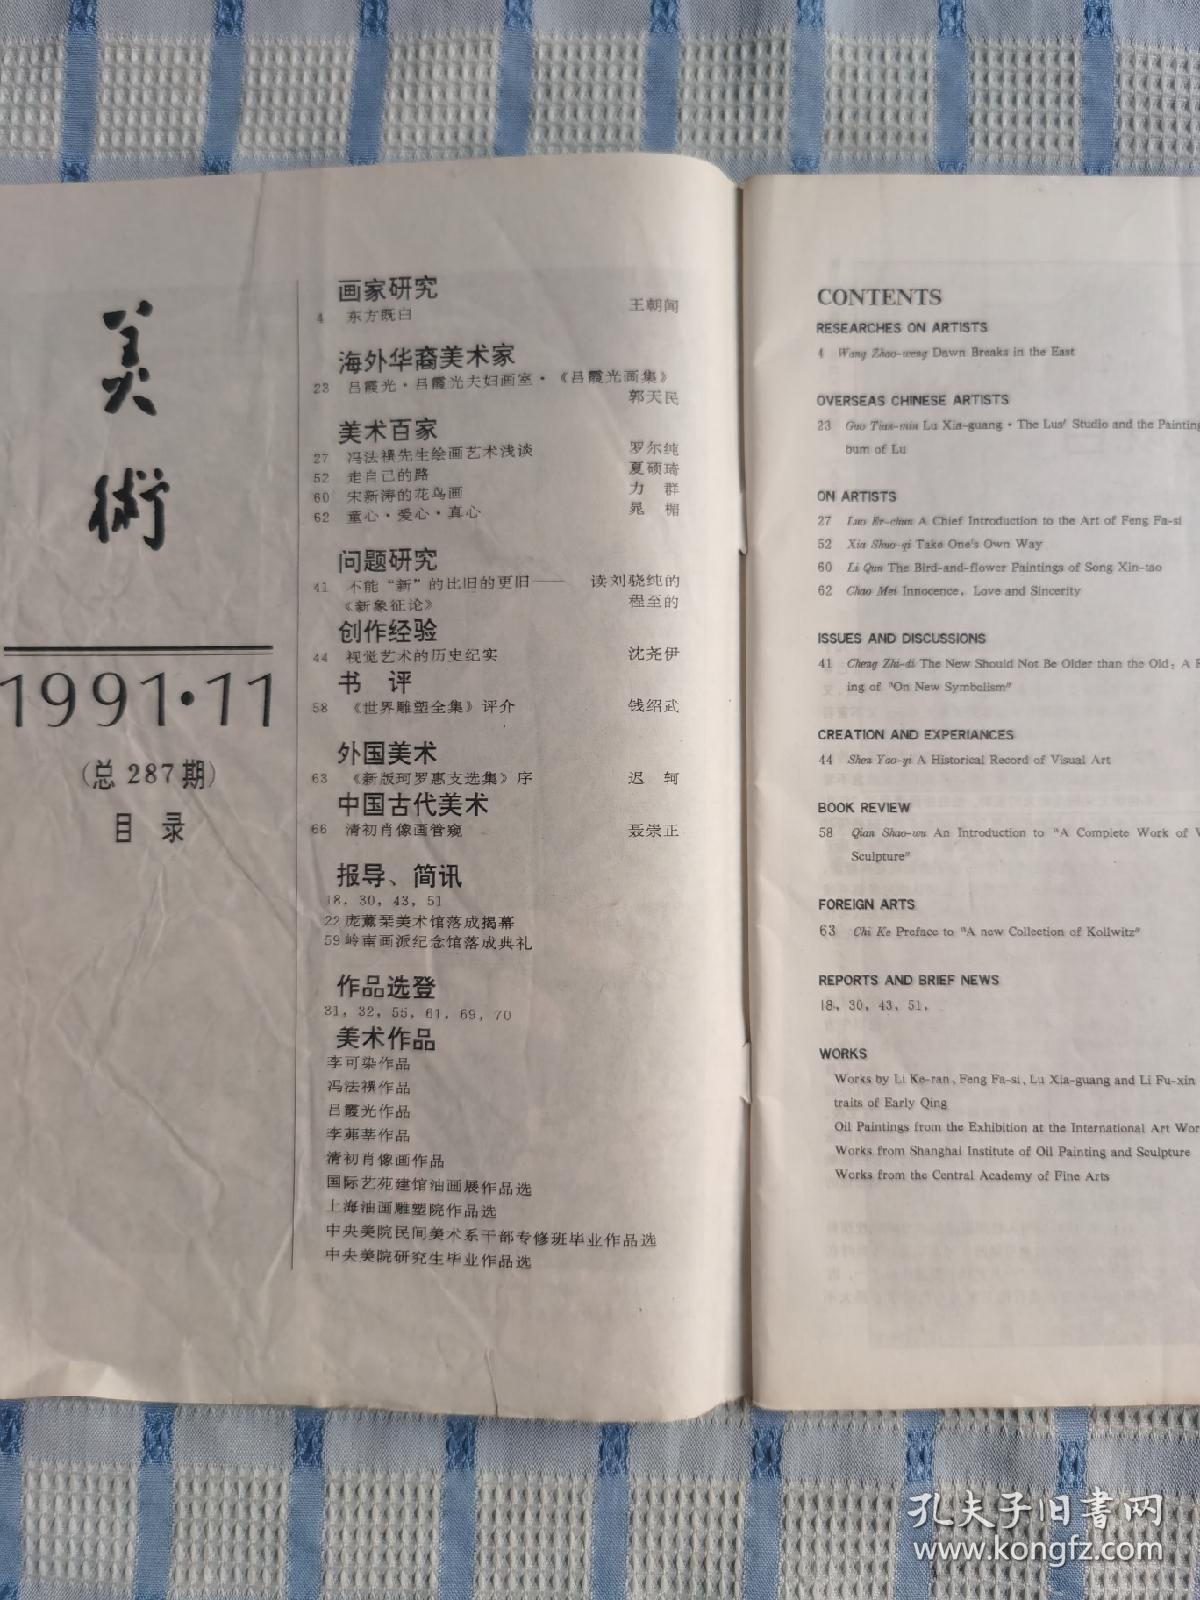 美術
1991·11
(总 287 期)
目 录
画家研究
4 东方既白 王朝闻
海外华裔美术家
23 吕霞光·吕霞光夫妇画室·《吕霞光画集》
郭天民
美术百家
27 冯法禩先生绘画艺术浅谈 罗尔纯
52 走自己的路 夏硕琦
60 宋新涛的花鸟画 力 群
62 童心·爱心·真心 晁 楣
问题研究
41 不能“新”的比旧的更旧—— 读刘骁纯的
《新象征论》 程至的
创作经验
44 视觉艺术的历史纪实 沈尧伊
书 评
58 《世界雕塑全集》评介 钱绍武
外国美术
63 《新版珂罗惠支选集》序 迟 轲
中国古代美术
66 清初肖像画管窥 聂崇正
报导、简讯
18, 30, 43, 51
22 庞薰琹美术馆落成揭幕
59 岭南画派纪念馆落成典礼
作品选登
31, 32, 55, 61, 69, 70
美术作品
李可染作品
冯法禩作品
吕霞光作品
李茀莘作品
清初肖像画作品
国际艺苑建馆油画展作品选
上海油画雕塑院作品选
中央美院民间美术系干部专修班毕业作品选
中央美院研究生毕业作品选
CONTENTS
RESEARCHES ON ARTISTS
4 Wang Zhao-weng Dawn Breaks in the East
OVERSEAS CHINESE ARTISTS
23 Guo Tian-min Lu Xia-guang · The Lus' Studio and the Painting
bum of Lu
ON ARTISTS
27 Luo Er-chun A Chief Introduction to the Art of Feng Fa-si
52 Xia Shuo-qi Take One's Own Way
60 Li Qun The Bird-and-flower Paintings of Song Xin-tao
62 Chao Mei Innocence, Love and Sincerity
ISSUES AND DISCUSSIONS
41 Cheng Zhi-di The New Should Not Be Older than the Old: A
ing of "On New Symbolism"
CREATION AND EXPERIANCES
44 Shen Yao-yi A Historical Record of Visual Art
BOOK REVIEW
58 Qian Shao-wu An Introduction to "A Complete Work of
Sculpture"
FOREIGN ARTS
63 Chi Ke Preface to "A new Collection of Kollwitz"
REPORTS AND BRIEF NEWS
18, 30, 43, 51,
WORKS
Works by Li Ke-ran, Feng Fa-si, Lu Xia-guang and Li Fu-xin
traits of Early Qing
Oil Paintings from the Exhibition at the International Art Wor
Works from Shanghai Institute of Oil Painting and Sculpture
Works from the Central Academy of Fine Arts
孔夫子旧书网
www.kongfz.com